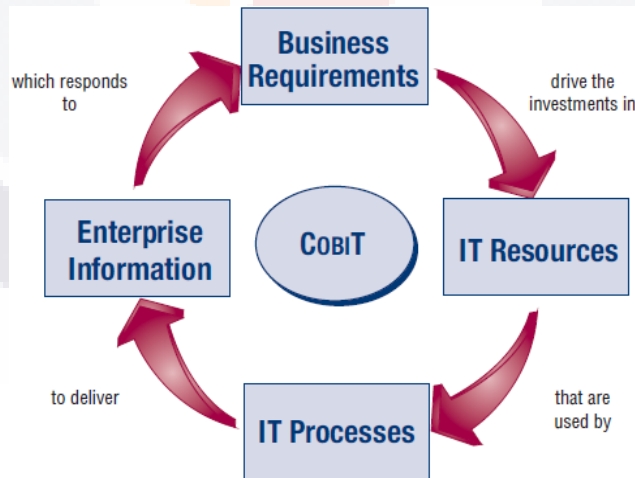 Business
Requirements
drive the
investments in
IT Resources
that are
used by
IT Processes
to deliver
Enterprise
Information
which responds
to
COBIT